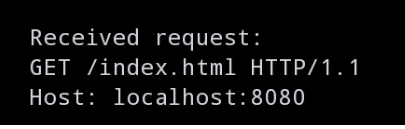 Received request:
GET /index.html HTTP/1.1
Host: localhost:8080